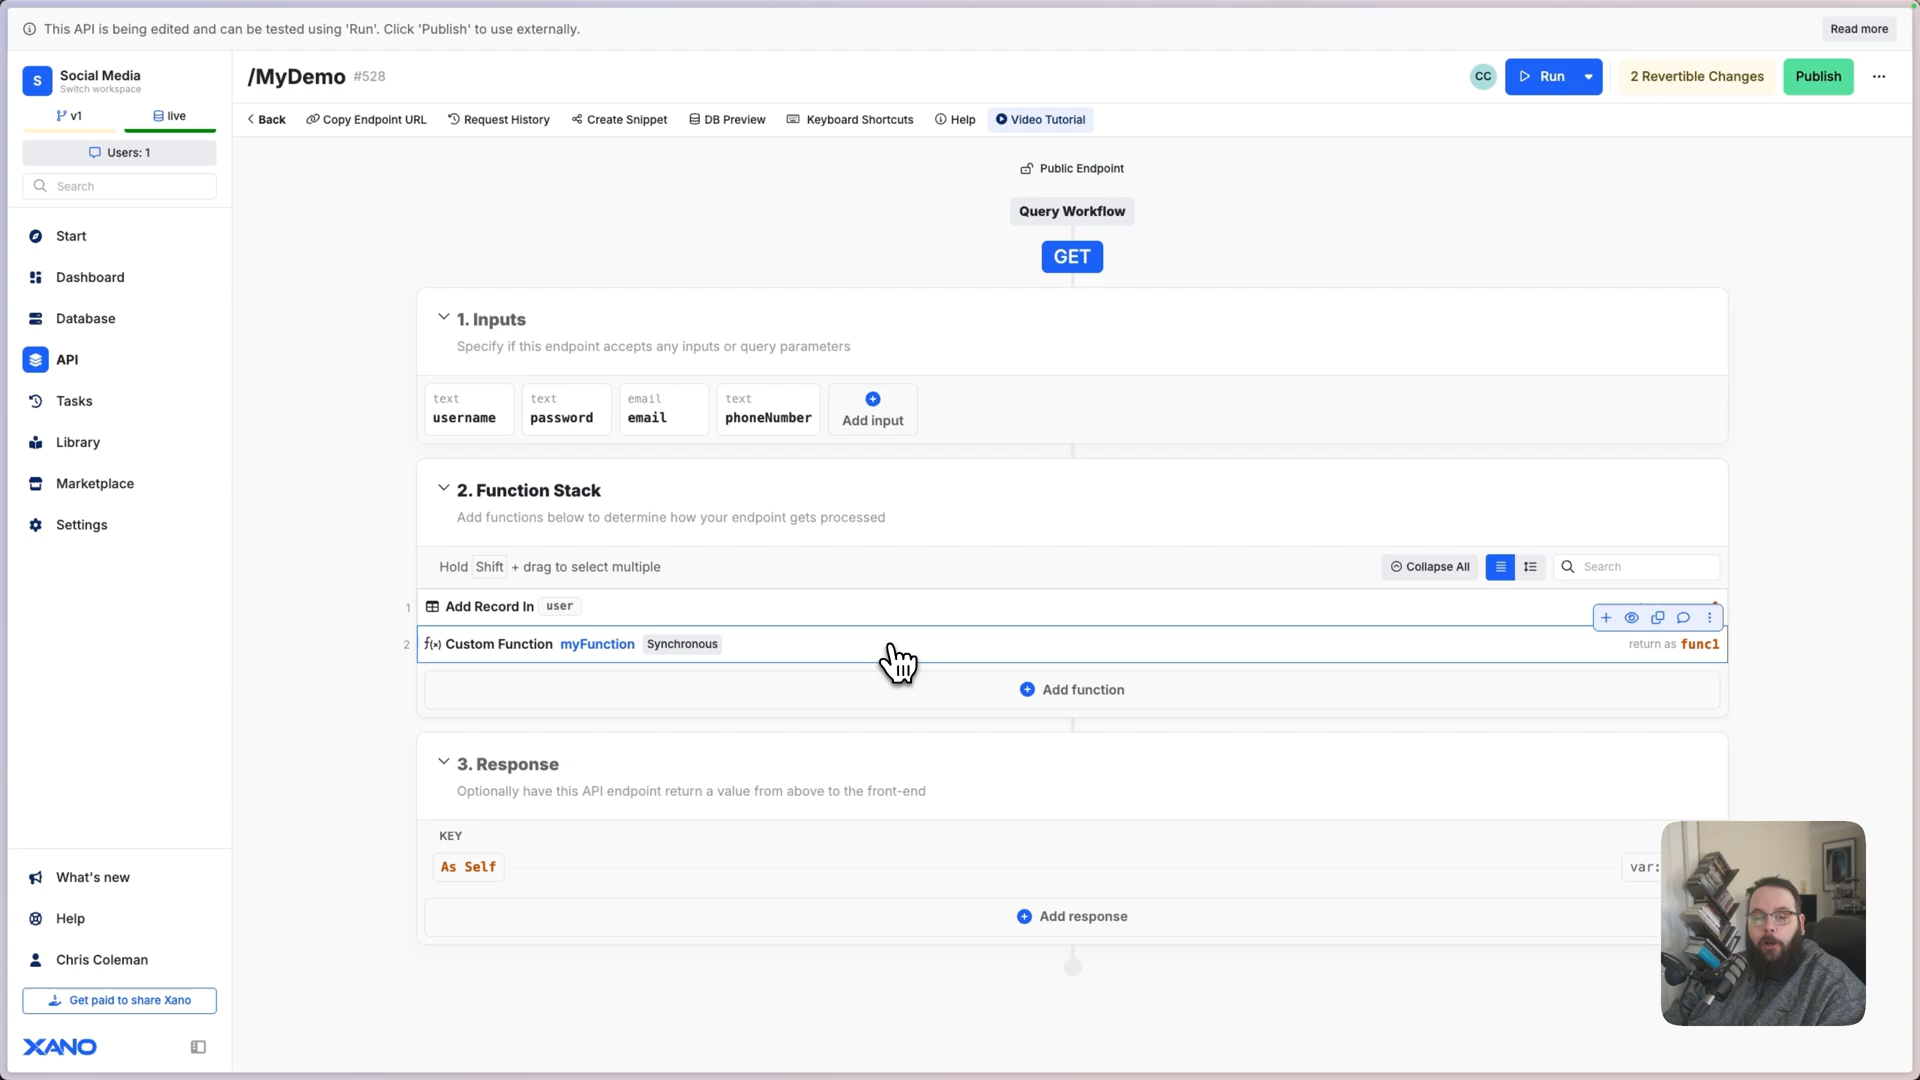 This API is being edited and can be tested using 'Run'. Click 'Publish' to use externally.
Read more
S
Social Media
Switch workspace
v1
live
Users: 1
Search
Start
Dashboard
Database
API
Tasks
Library
Marketplace
Settings
What's new
Help
Chris Coleman
Get paid to share Xano
XANO
/MyDemo #528
CC
Run
2 Revertible Changes
Publish
Back
Copy Endpoint URL
Request History
Create Snippet
DB Preview
Keyboard Shortcuts
Help
Video Tutorial
Public Endpoint
Query Workflow
GET
1. Inputs
Specify if this endpoint accepts any inputs or query parameters
text
username
text
password
email
email
text
phoneNumber
Add input
2. Function Stack
Add functions below to determine how your endpoint gets processed
Hold Shift + drag to select multiple
Collapse All
Search
1 Add Record In user
2 f(x) Custom Function myFunction Synchronous
return as func1
Add function
3. Response
Optionally have this API endpoint return a value from above to the front-end
KEY
As Self
var:
Add response